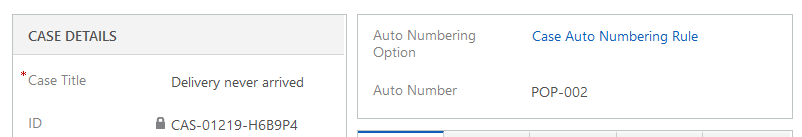 CASE DETAILS
*Case Title Delivery never arrived
ID CAS-01219-H6B9P4
Auto Numbering
Option Case Auto Numbering Rule
Auto Number POP-002